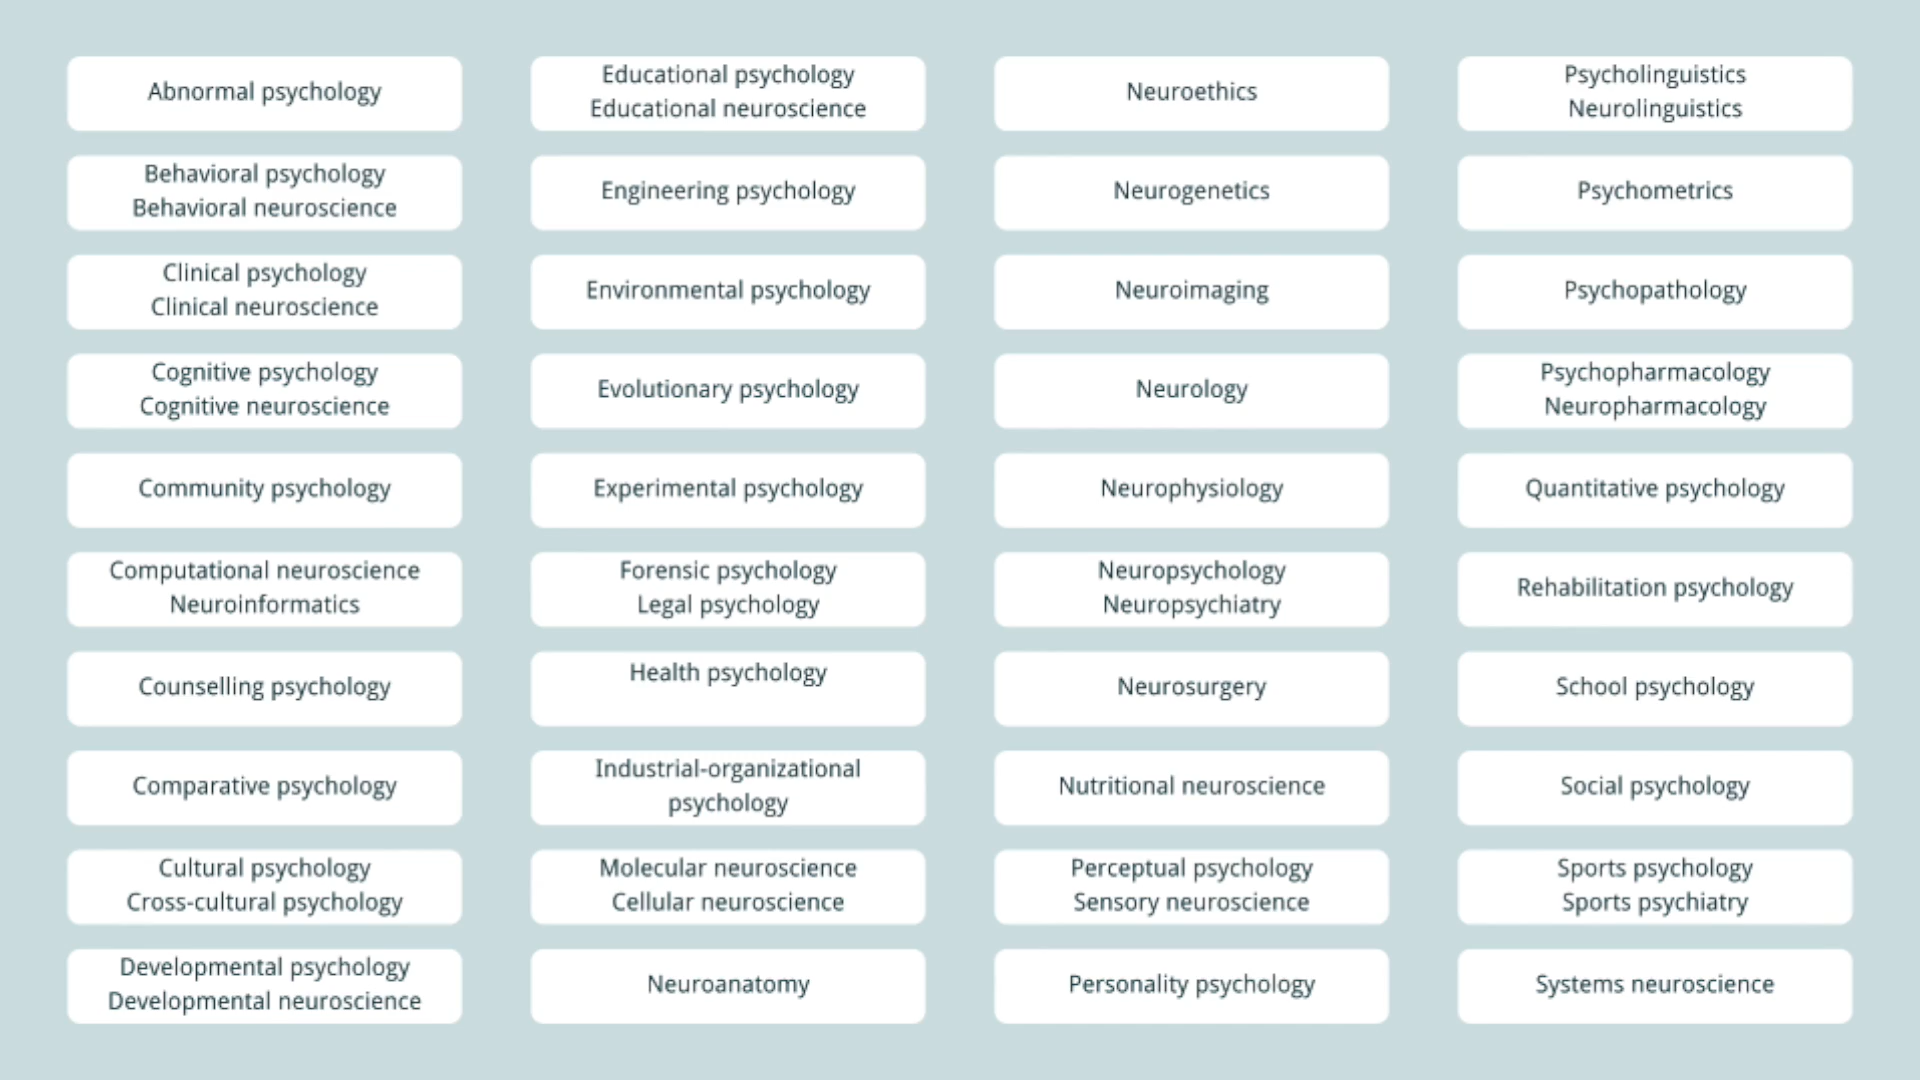 Abnormal psychology
Behavioral psychology
Behavioral neuroscience
Clinical psychology
Clinical neuroscience
Cognitive psychology
Cognitive neuroscience
Community psychology
Computational neuroscience
Neuroinformatics
Counselling psychology
Comparative psychology
Cultural psychology
Cross-cultural psychology
Developmental psychology
Developmental neuroscience
Educational psychology
Educational neuroscience
Engineering psychology
Environmental psychology
Evolutionary psychology
Experimental psychology
Forensic psychology
Legal psychology
Health psychology
Industrial-organizational
psychology
Molecular neuroscience
Cellular neuroscience
Neuroanatomy
Neuroethics
Neurogenetics
Neuroimaging
Neurology
Neurophysiology
Neuropsychology
Neuropsychiatry
Neurosurgery
Nutritional neuroscience
Perceptual psychology
Sensory neuroscience
Personality psychology
Psycholinguistics
Neurolinguistics
Psychometrics
Psychopathology
Psychopharmacology
Neuropharmacology
Quantitative psychology
Rehabilitation psychology
School psychology
Social psychology
Sports psychology
Sports psychiatry
Systems neuroscience